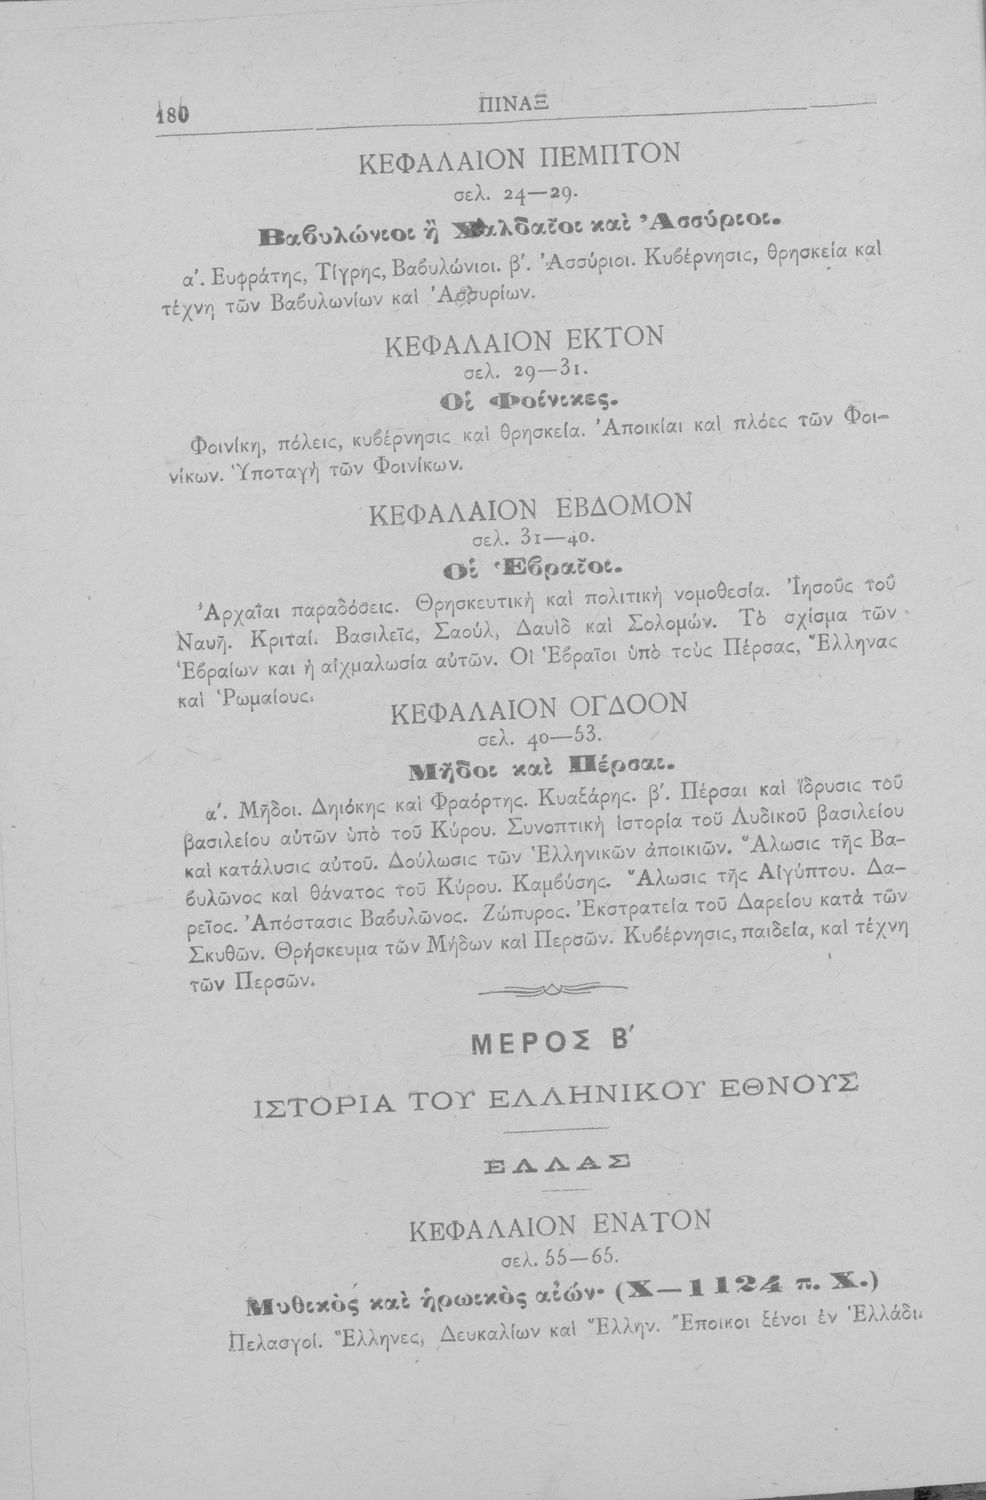 180
ΠΙΝΑΞ
ΚΕΦΑΛΑΙΟΝ ΠΕΜΠΤΟΝ
σελ. 24—29.
Βαβυλώνιοι ἢ Χαλδαῖοι καὶ Ἀσσύριοι.
α'. Ευφράτης, Τίγρης, Βαβυλώνιοι. β'. Ἀσσύριοι. Κυβέρνησις, θρησκεία καὶ
τέχνη τῶν Βαβυλωνίων καὶ Ἀσσυρίων.
ΚΕΦΑΛΑΙΟΝ ΕΚΤΟΝ
σελ. 29—31.
Οἱ Φοίνικες.
Φοινίκη, πόλεις, κυβέρνησις καὶ θρησκεία. Ἀποικίαι καὶ πλόες τῶν Φοι-
νίκων. Ὑποταγὴ τῶν Φοινίκων.
ΚΕΦΑΛΑΙΟΝ ΕΒΔΟΜΟΝ
σελ. 31—40.
Οἱ Ἑβραῖοι.
Ἀρχαῖαι παραδόσεις. Θρησκευτικὴ καὶ πολιτικὴ νομοθεσία. Ἰησοῦς τοῦ
Ναυῆ. Κριταί. Βασιλεῖς, Σαούλ, Δαυὶδ καὶ Σολομών. Τὸ σχίσμα τῶν
Ἑβραίων και ἡ αἰχμαλωσία αὐτῶν. Οἱ Ἑβραῖοι ὑπὸ τοὺς Πέρσας, Ἕλληνας
καὶ Ῥωμαίους.
ΚΕΦΑΛΑΙΟΝ ΟΓΔΟΟΝ
σελ. 40—53.
Μῆδοι καὶ Πέρσαι.
α'. Μῆδοι. Δηιόκης καὶ Φραόρτης. Κυαξάρης. β'. Πέρσαι καὶ ἵδρυσις τοῦ
βασιλείου αὐτῶν ὑπὸ τοῦ Κύρου. Συνοπτικὴ ἱστορία τοῦ Λυδικοῦ βασιλείου
καὶ κατάλυσις αὐτοῦ. Δούλωσις τῶν Ἑλληνικῶν ἀποικιῶν. Ἅλωσις τῆς Βα-
βυλῶνος καὶ θάνατος τοῦ Κύρου. Καμβύσης. Ἅλωσις τῆς Αἰγύπτου. Δα-
ρεῖος. Ἀπόστασις Βαβυλῶνος. Ζώπυρος. Ἐκστρατεία τοῦ Δαρείου κατὰ τῶν
Σκυθῶν. Θρήσκευμα τῶν Μήδων καὶ Περσῶν. Κυβέρνησις, παιδεία, καὶ τέχνη
τῶν Περσῶν.
ΜΕΡΟΣ Β'
ΙΣΤΟΡΙΑ ΤΟΥ ΕΛΛΗΝΙΚΟΥ ΕΘΝΟΥΣ
ΕΛΛΑΣ
ΚΕΦΑΛΑΙΟΝ ΕΝΑΤΟΝ
σελ. 55—65.
Μυθικὸς καὶ ἡρωικὸς αἰών· (Χ—1124 π. Χ.)
Πελασγοί. Ἕλληνες, Δευκαλίων καὶ Ἕλλην. Ἔποικοι ξένοι ἐν Ἑλλάδι.